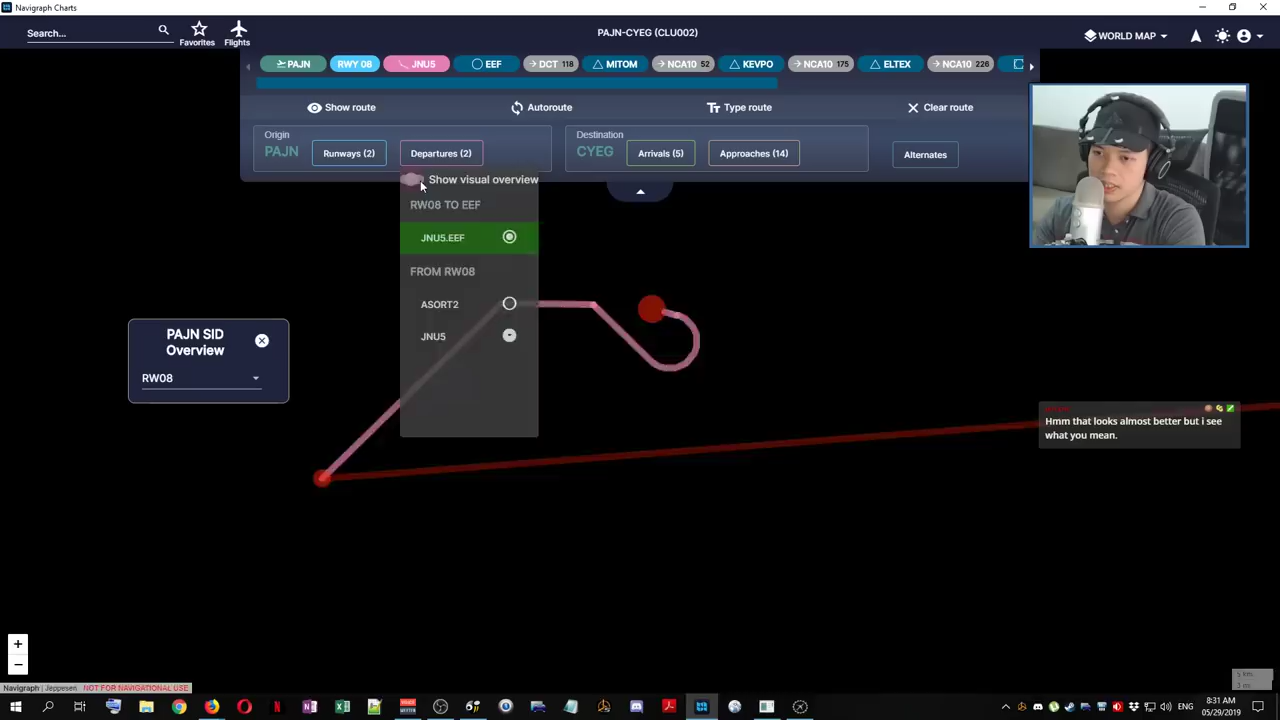 Navigraph Charts
Search...
Favorites
Flights
PAJN-CYEG (CLU002)
WORLD MAP
PAJN
RWY 08
JNU5
EEF
DCT 118
MITOM
NCA10 52
KEVPO
NCA10 175
ELTEX
NCA10 226
Show route
Autoroute
Type route
Clear route
Origin
PAJN
Runways (2)
Departures (2)
Destination
CYEG
Arrivals (5)
Approaches (14)
Alternates
Show visual overview
RW08 TO EEF
JNU5.EEF
FROM RW08
ASORT2
JNU5
PAJN SID
Overview
RW08
Hmm that looks almost better but i see
what you mean.
+
−
Navigraph | Jeppesen NOT FOR NAVIGATIONAL USE
3 mi
ENG
8:31 AM
05/29/2019